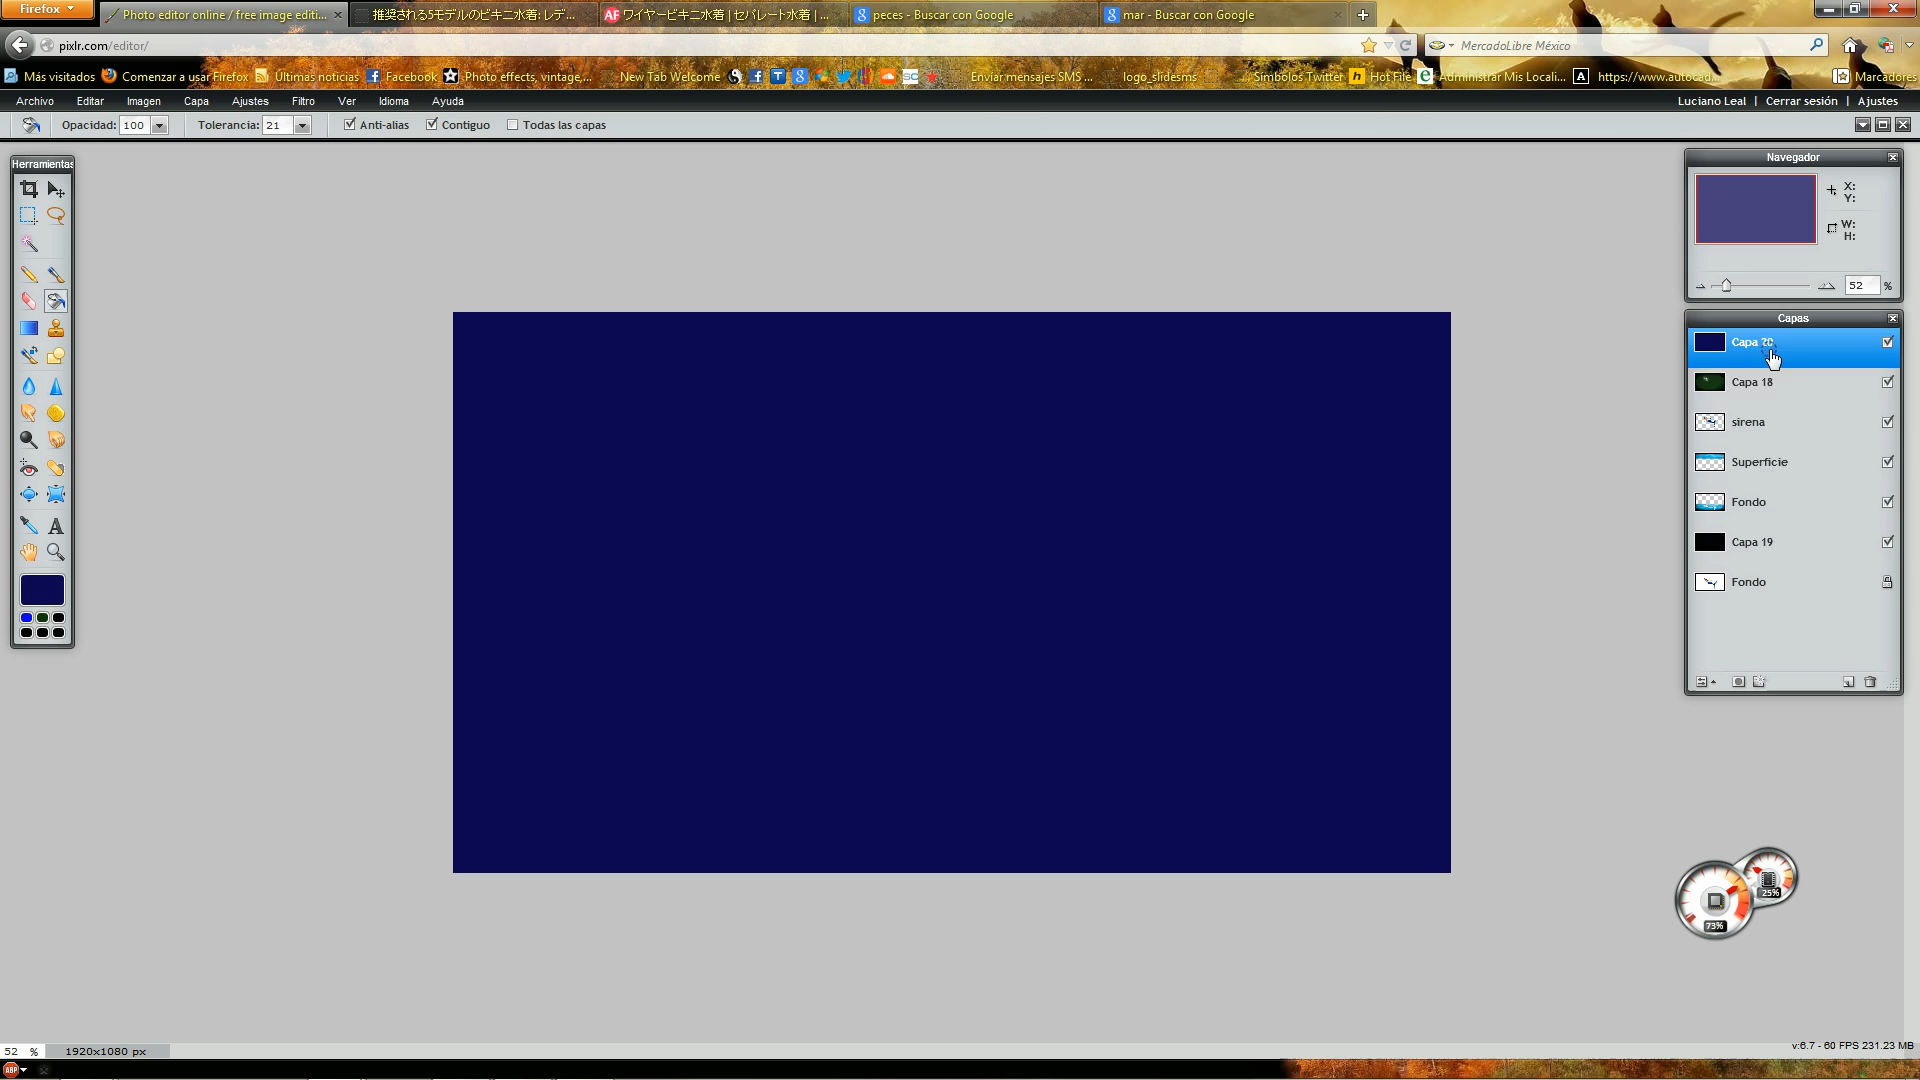 Firefox
Photo editor online / free image editi...
推奨される5モデルのビキニ水着: レデ...
AF ワイヤービキニ水着 | セパレート水着 | ...
peces - Buscar con Google
mar - Buscar con Google
pixlr.com/editor/
MercadoLibre México
Más visitados
Comenzar a usar Firefox
Últimas noticias
Facebook
Photo effects, vintage,...
New Tab Welcome
Enviar mensajes SMS ...
logo_slidesms
Simbolos Twitter
Hot File
Administrar Mis Locali...
Marcadores
Archivo Editar Imagen Capa Ajustes Filtro Ver Idioma Ayuda
Luciano Leal | Cerrar sesión | Ajustes
Opacidad: 100 Tolerancia: 21 Anti-alias Contiguo Todas las capas
Herramientas
Navegador
X:
Y:
W:
H:
52 %
Capas
Capa 20
Capa 18
sirena
Superficie
Fondo
Capa 19
Fondo
25%
73%
52 % 1920x1080 px
v:6.7 - 60 FPS 231.23 MB
ABP